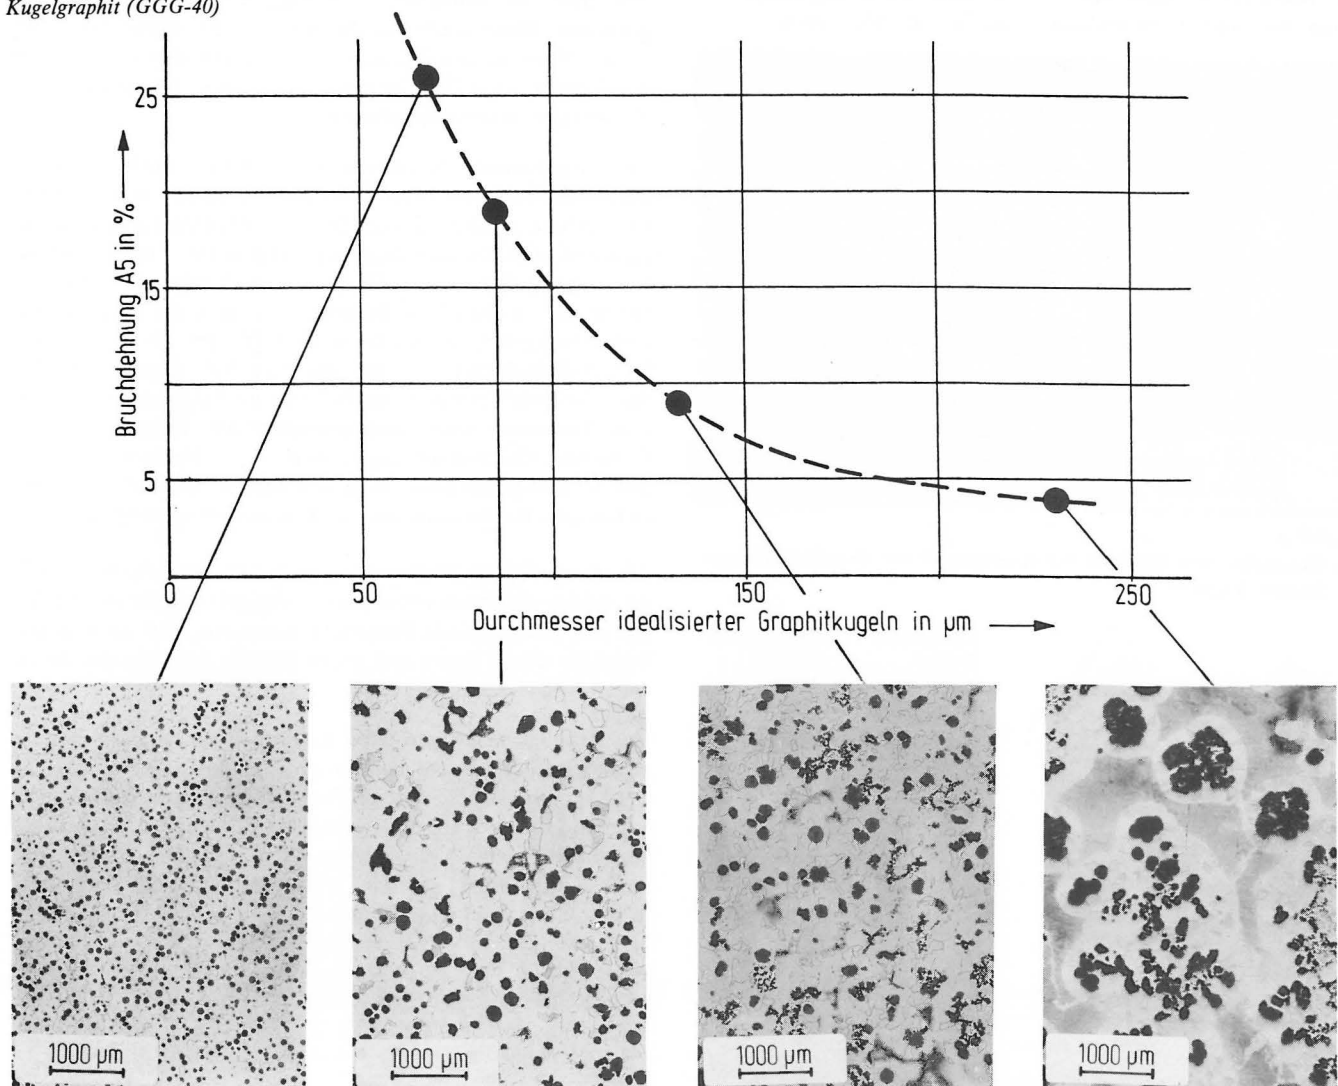 Kugelgraphit (GGG-40)
25
15
5
Bruchdehnung A5 in %
0 50 150 250
Durchmesser idealisierter Graphitkugeln in µm
1000 µm 1000 µm 1000 µm 1000 µm